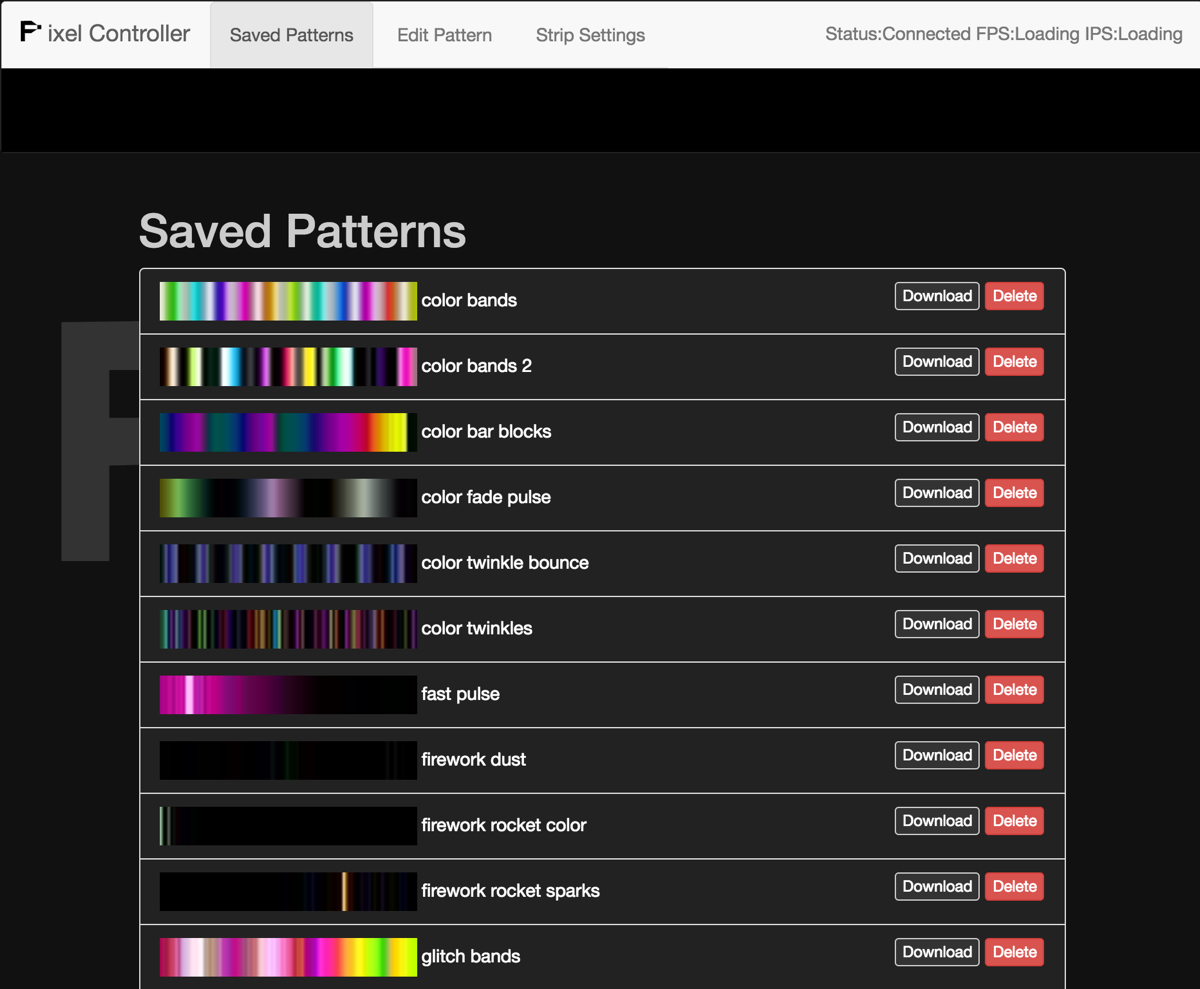 Pixel Controller Saved Patterns Edit Pattern Strip Settings Status:Connected FPS:Loading IPS:Loading
Saved Patterns
color bands Download Delete
color bands 2 Download Delete
color bar blocks Download Delete
color fade pulse Download Delete
color twinkle bounce Download Delete
color twinkles Download Delete
fast pulse Download Delete
firework dust Download Delete
firework rocket color Download Delete
firework rocket sparks Download Delete
glitch bands Download Delete